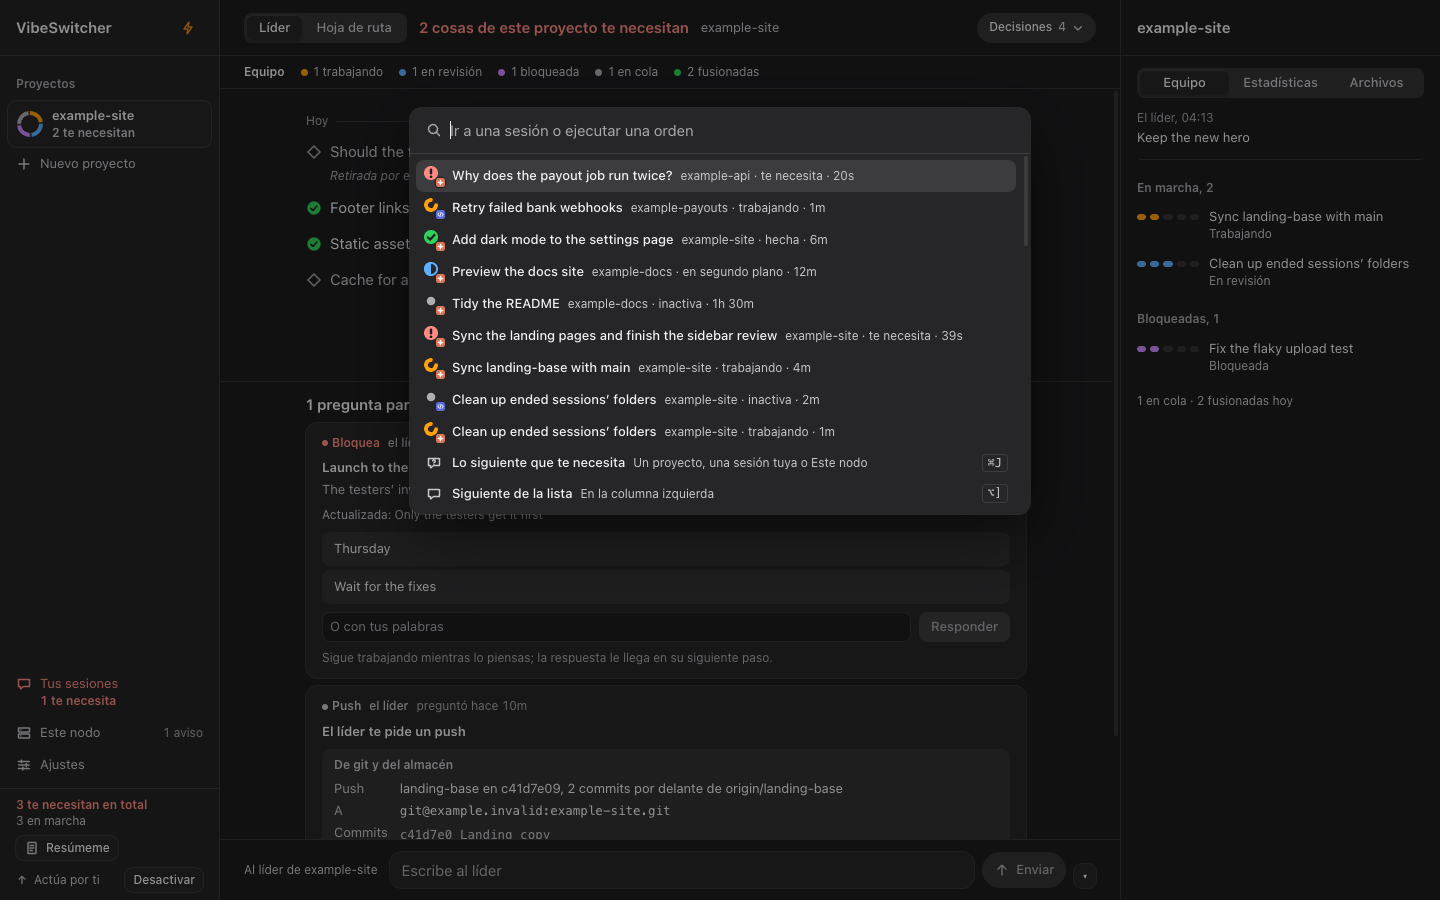 VibeSwitcher
Líder
Hoja de ruta
2 cosas de este proyecto te necesitan
example-site
Decisiones 4
example-site
Equipo
1 trabajando
1 en revisión
1 bloqueada
1 en cola
2 fusionadas
Proyectos
example-site
2 te necesitan
Nuevo proyecto
Hoy
Should the
Retirada por
Footer links
Static asset
Cache for a
Ir a una sesión o ejecutar una orden
Why does the payout job run twice? example-api · te necesita · 20s
Retry failed bank webhooks example-payouts · trabajando · 1m
Add dark mode to the settings page example-site · hecha · 6m
Preview the docs site example-docs · en segundo plano · 12m
Tidy the README example-docs · inactiva · 1h 30m
Sync the landing pages and finish the sidebar review example-site · te necesita · 39s
Sync landing-base with main example-site · trabajando · 4m
Clean up ended sessions’ folders example-site · inactiva · 2m
Clean up ended sessions’ folders example-site · trabajando · 1m
Lo siguiente que te necesita Un proyecto, una sesión tuya o Este nodo ⌘J
Siguiente de la lista En la columna izquierda ⌥]
1 pregunta par
Bloquea el lí
Launch to the
The testers’ in
Actualizada: Only the testers get it first
Thursday
Wait for the fixes
O con tus palabras
Responder
Sigue trabajando mientras lo piensas; la respuesta le llega en su siguiente paso.
Push el líder preguntó hace 10m
El líder te pide un push
De git y del almacén
Push landing-base en c41d7e09, 2 commits por delante de origin/landing-base
A git@example.invalid:example-site.git
Commits c41d7e0 Landing copy
Al líder de example-site
Escribe al líder
Enviar
Tus sesiones
1 te necesita
Este nodo 1 aviso
Ajustes
3 te necesitan en total
3 en marcha
Resúmeme
Actúa por ti
Desactivar
Equipo
Estadísticas
Archivos
El líder, 04:13
Keep the new hero
En marcha, 2
Sync landing-base with main
Trabajando
Clean up ended sessions’ folders
En revisión
Bloqueadas, 1
Fix the flaky upload test
Bloqueada
1 en cola · 2 fusionadas hoy